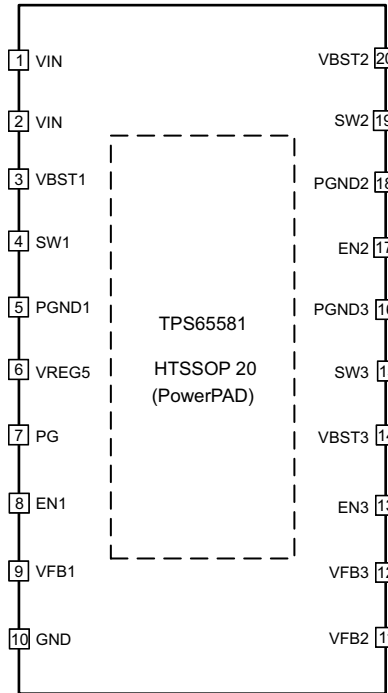 1 VIN
VBST2 20
2 VIN
SW2 19
3 VBST1
PGND2 18
4 SW1
EN2 17
5 PGND1
PGND3 16
TPS65581
6 VREG5
HTSSOP 20
SW3
(PowerPAD)
7 PG
VBST3 14
8 EN1
EN3 13
9 VFB1
VFB3 12
10 GND
VFB2